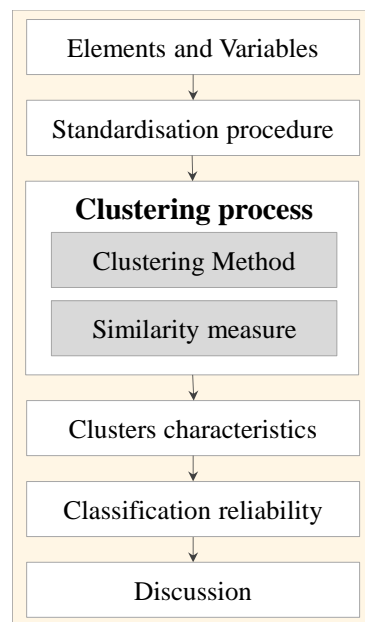 Elements and Variables
Standardisation procedure
Clustering process
Clustering Method
Similarity measure
Clusters characteristics
Classification reliability
Discussion